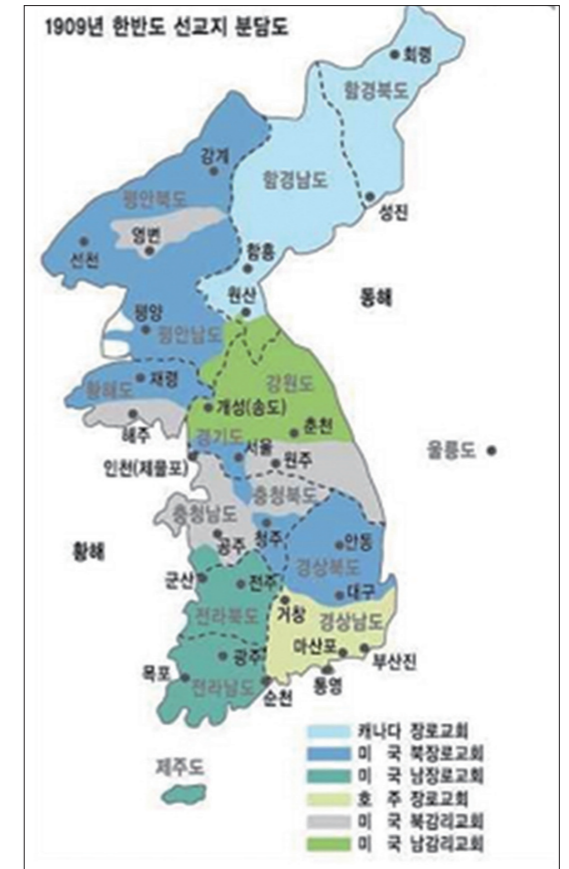 1909년 한반도 선교지 분담도
회령
함경북도
강계
함경남도
평안북도
성진
영변
선천
함흥
원산
동해
평양
평안남도
재령
황해도
강원도
개성(송도)
해주
춘천
경기도
서울
인천(제물포)
원주
울릉도
충청북도
충청남도
청주
안동
공주
황해
경상북도
군산
전주
대구
거창
전라북도
경상남도
마산포
광주
부산진
목포
전라남도
통영
순천
제주도
캐나다 장로교회
미 국 북장로교회
미 국 남장로교회
호 주 장로교회
미 국 북감리교회
미 국 남감리교회